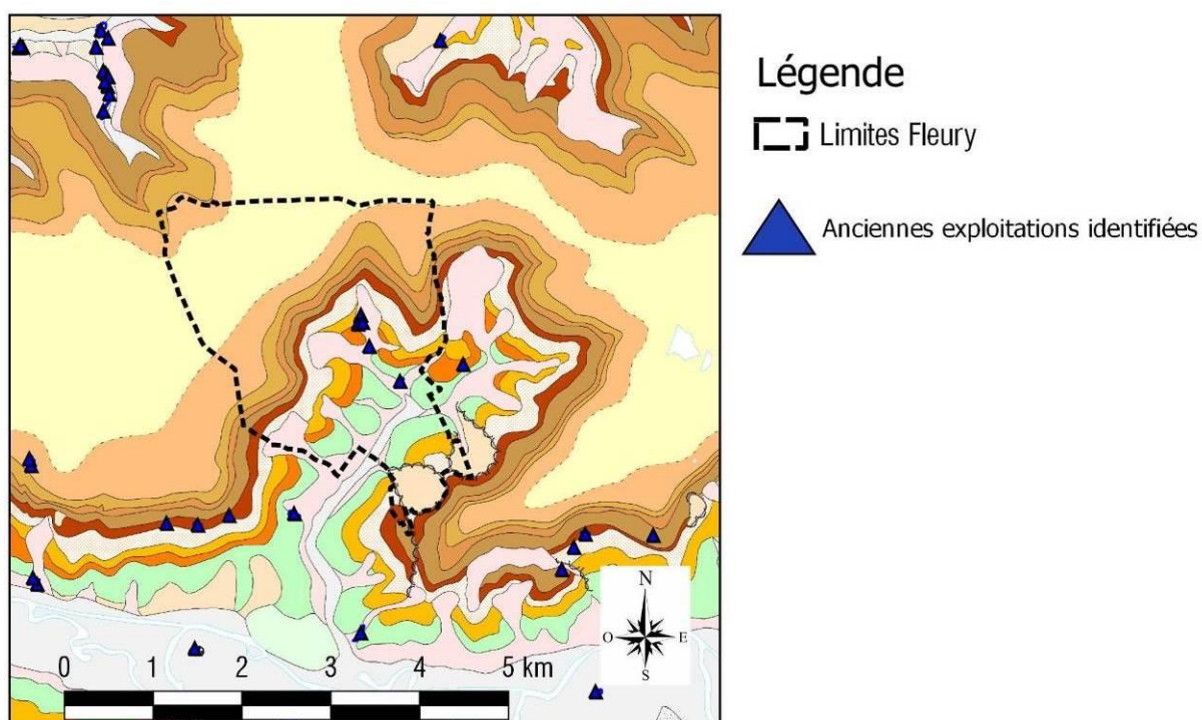 Légende
Limites Fleury
Anciennes exploitations identifiées
N
O E
S
0 1 2 3 4 5 km